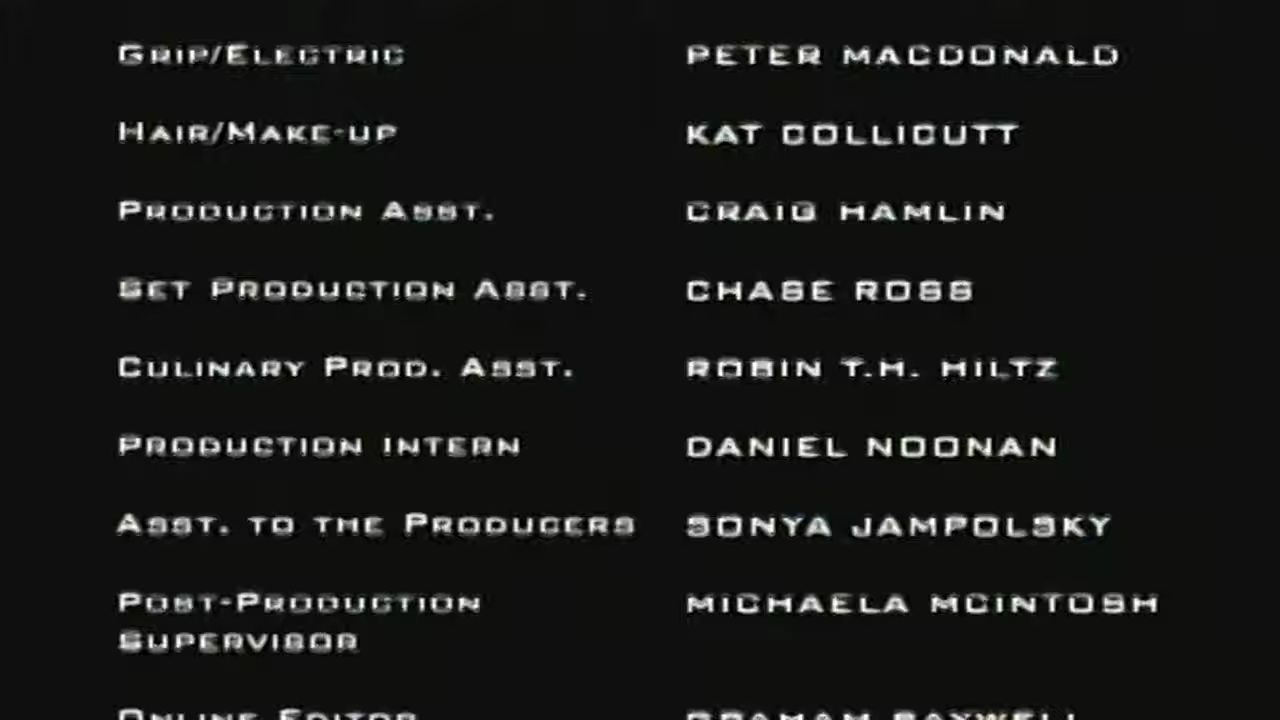 GRIP/ELECTRIC PETER MACDONALD
HAIR/MAKE-UP KAT COLLICUTT
PRODUCTION ASST. CRAIG HAMLIN
SET PRODUCTION ASST. CHASE ROSS
CULINARY PROD. ASST. ROBIN T.H. HILTZ
PRODUCTION INTERN DANIEL NOONAN
ASST. TO THE PRODUCERS SONYA JAMPOLSKY
POST-PRODUCTION MICHAELA MCINTOSH
SUPERVISOR
ONLINE EDITOR